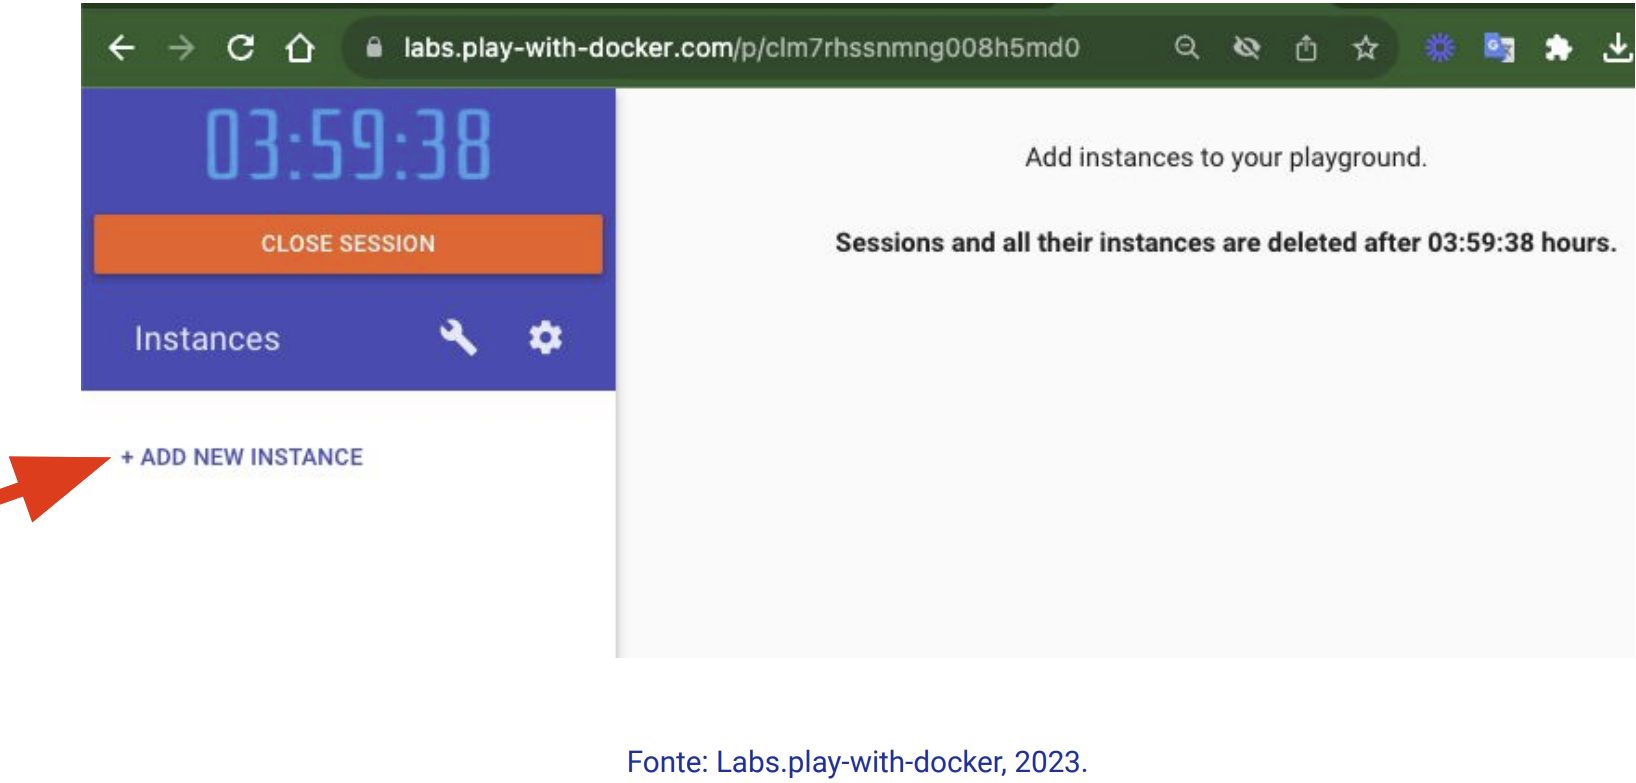 labs.play-with-docker.com/p/clm7rhssnmng008h5md0
03:59:38
CLOSE SESSION
Instances
+ ADD NEW INSTANCE
Add instances to your playground.
Sessions and all their instances are deleted after 03:59:38 hours.
Fonte: Labs.play-with-docker, 2023.